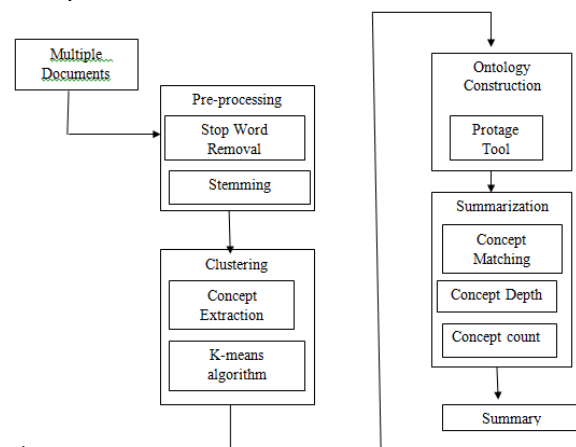 Multiple
Documents
Pre-processing
Stop Word
Removal
Stemming
Clustering
Concept
Extraction
K-means
algorithm
Ontology
Construction
Protage
Tool
Summarization
Concept
Matching
Concept Depth
Concept count
Summary